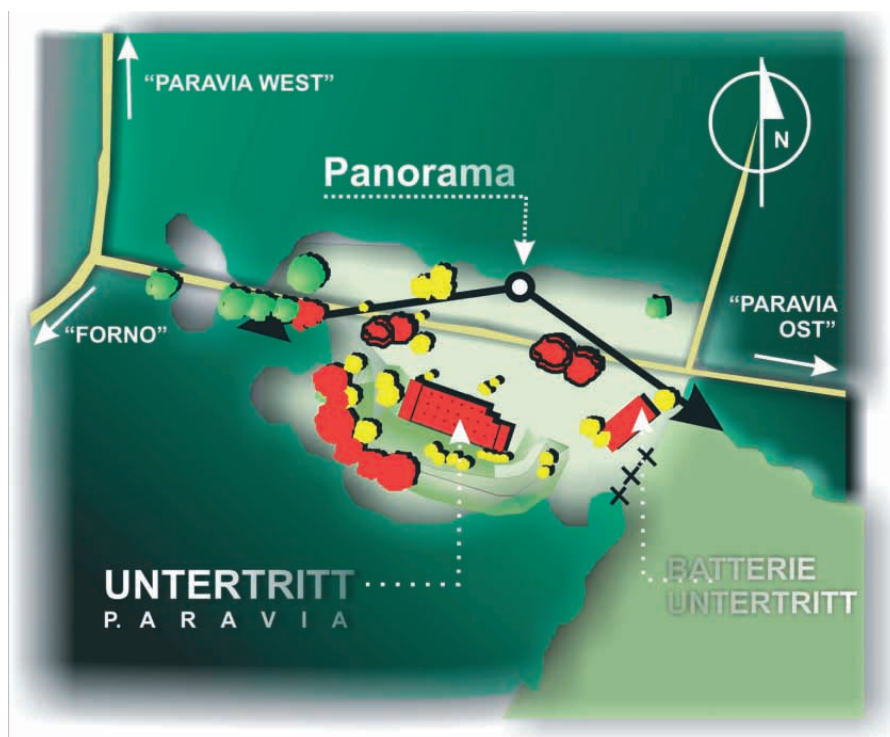 “PARAVIA WEST”
N
Panorama
“FORNO”
“PARAVIA
OST”
UNTERTRITT
P. A R A V I A
BATTERIE
UNTERTRITT